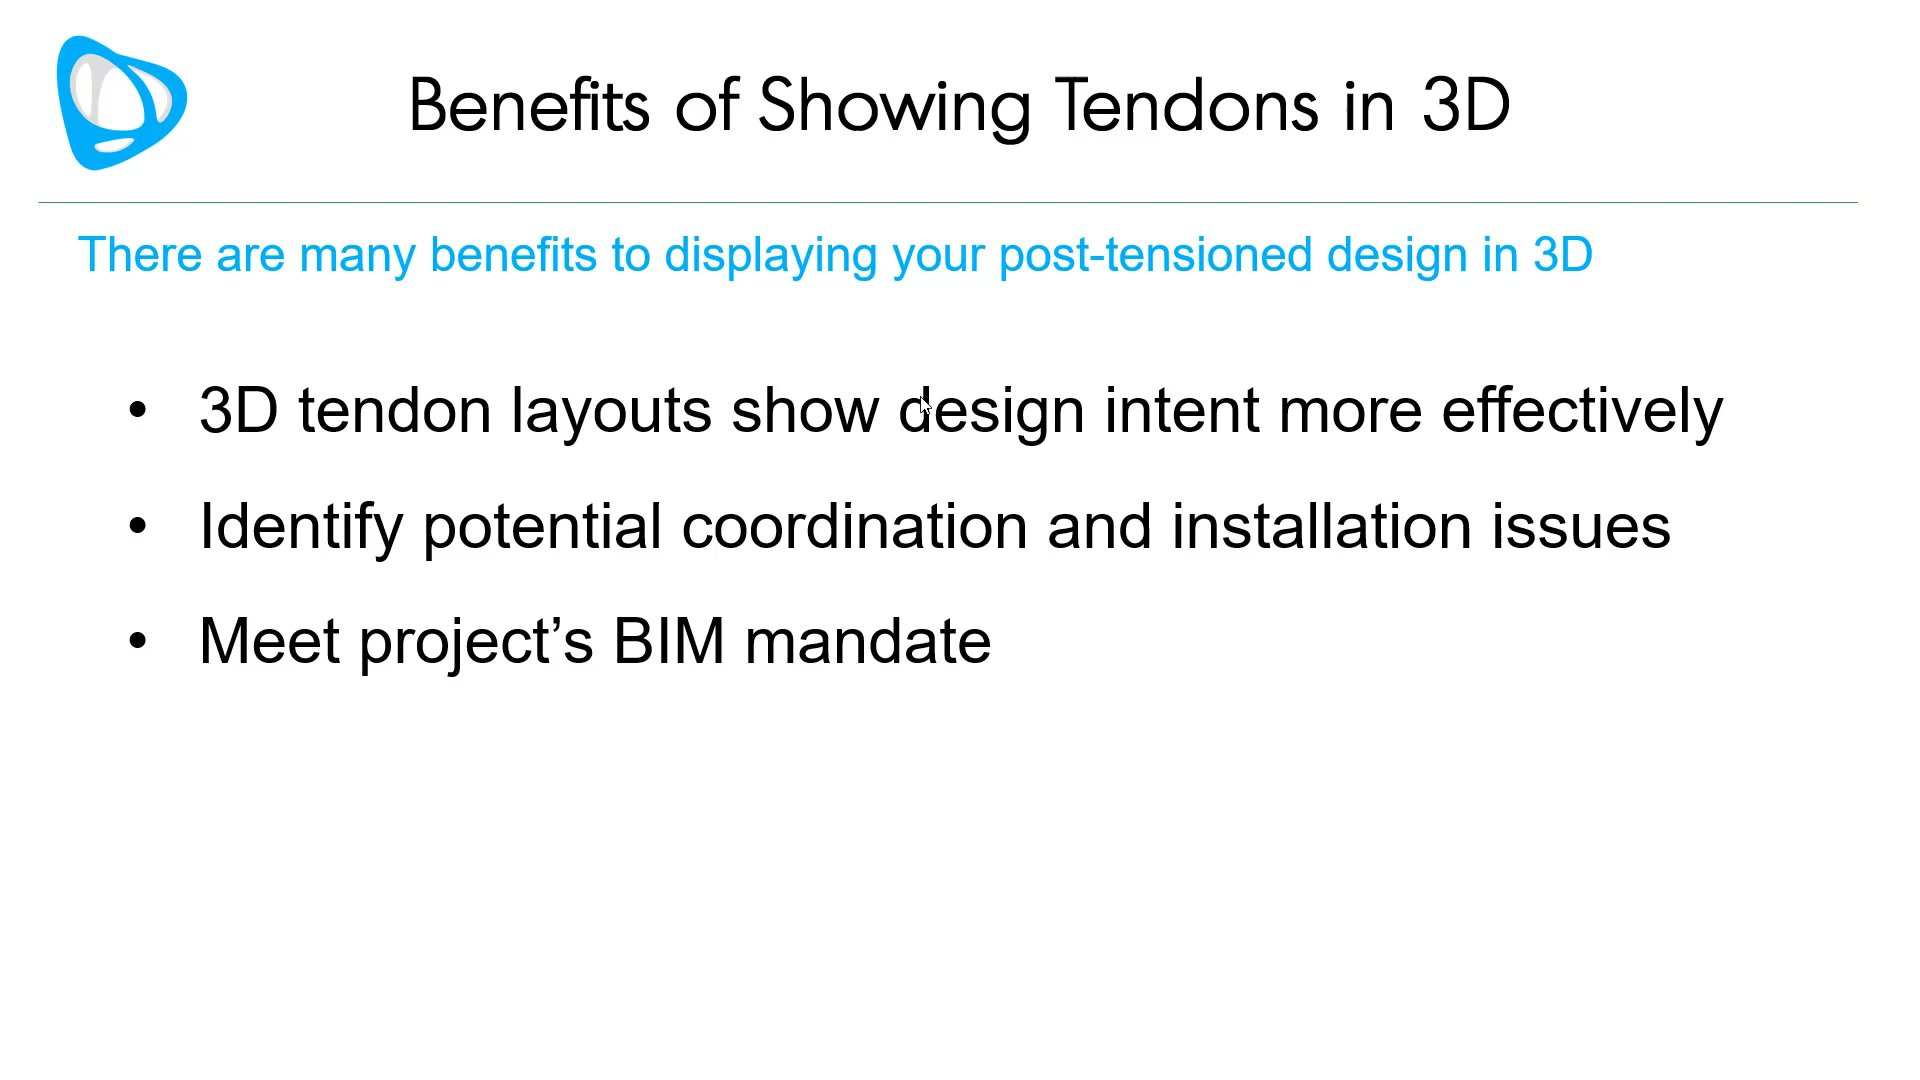 Benefits of Showing Tendons in 3D
There are many benefits to displaying your post-tensioned design in 3D
• 3D tendon layouts show design intent more effectively
• Identify potential coordination and installation issues
• Meet project’s BIM mandate